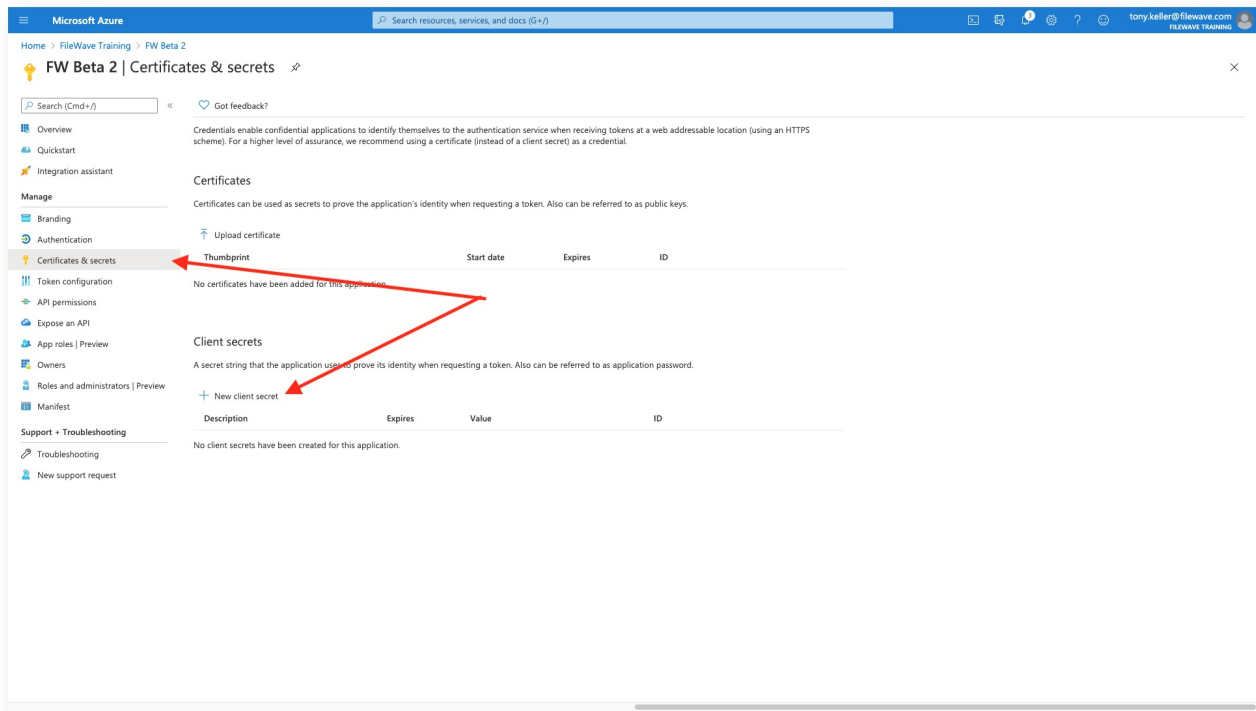 Microsoft Azure
Search resources, services, and docs (G+/)
3
tony.keller@filewave.com
FILEWAVE TRAINING
Home > FileWave Training > FW Beta 2
FW Beta 2 | Certificates & secrets
Search (Cmd+/)
«
Overview
Quickstart
Integration assistant
Manage
Branding
Authentication
Certificates & secrets
Token configuration
API permissions
Expose an API
App roles | Preview
Owners
Roles and administrators | Preview
Manifest
Support + Troubleshooting
Troubleshooting
New support request
Got feedback?
Credentials enable confidential applications to identify themselves to the authentication service when receiving tokens at a web addressable location (using an HTTPS
scheme). For a higher level of assurance, we recommend using a certificate (instead of a client secret) as a credential.
Certificates
Certificates can be used as secrets to prove the application's identity when requesting a token. Also can be referred to as public keys.
Upload certificate
Thumbprint Start date Expires ID
No certificates have been added for this application.
Client secrets
A secret string that the application uses to prove its identity when requesting a token. Also can be referred to as application password.
+ New client secret
Description Expires Value ID
No client secrets have been created for this application.